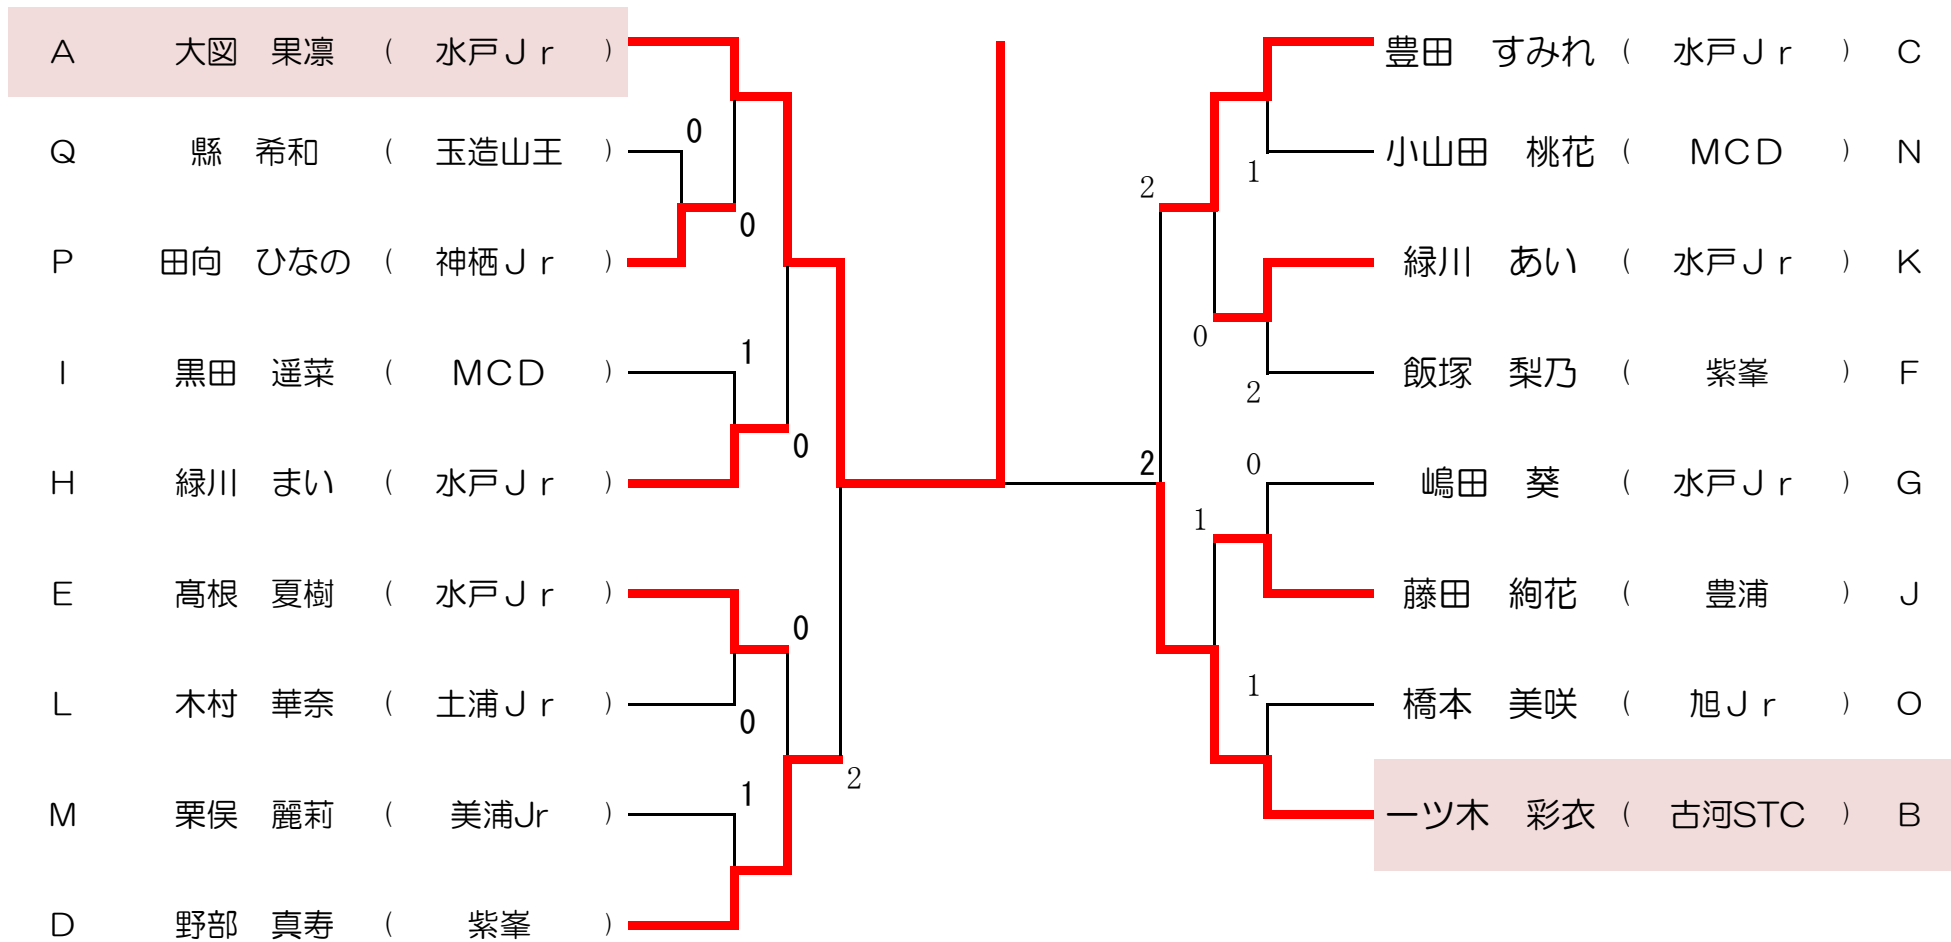 A 大図 果凛 ( 水戸Jr )
Q 縣 希和 ( 玉造山王 )
P 田向 ひなの ( 神栖Jr )
I 黒田 遥菜 ( MCD )
H 緑川 まい ( 水戸Jr )
E 髙根 夏樹 ( 水戸Jr )
L 木村 華奈 ( 土浦Jr )
M 栗俣 麗莉 ( 美浦Jr )
D 野部 真寿 ( 紫峯 )
0
0
1
0
0
0
1
2
2
1
0
2
2
0
1
1
豊田 すみれ ( 水戸Jr ) C
小山田 桃花 ( MCD ) N
緑川 あい ( 水戸Jr ) K
飯塚 梨乃 ( 紫峯 ) F
嶋田 葵 ( 水戸Jr ) G
藤田 絢花 ( 豊浦 ) J
橋本 美咲 ( 旭Jr ) O
一ツ木 彩衣 ( 古河STC ) B